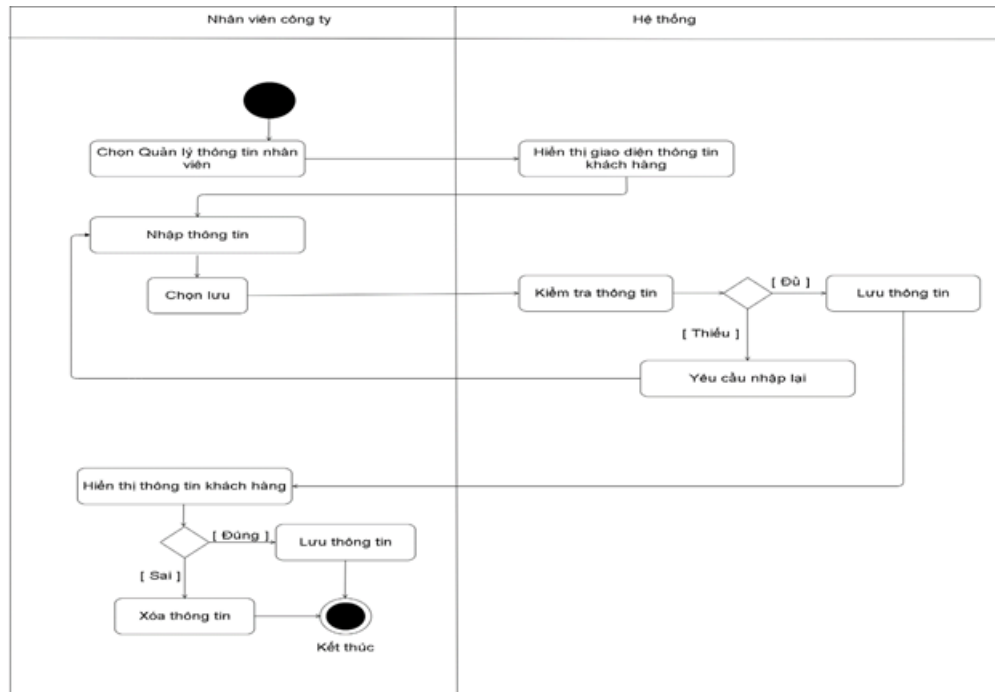 Nhân viên công ty
Hệ thống
Chọn Quản lý thông tin nhân
viên
Hiển thị giao diện thông tin
khách hàng
Nhập thông tin
Chọn lưu
Kiểm tra thông tin
[ Đủ ]
Lưu thông tin
[ Thiếu ]
Yêu cầu nhập lại
Hiển thị thông tin khách hàng
[ Đúng ]
Lưu thông tin
[ Sai ]
Xóa thông tin
Kết thúc